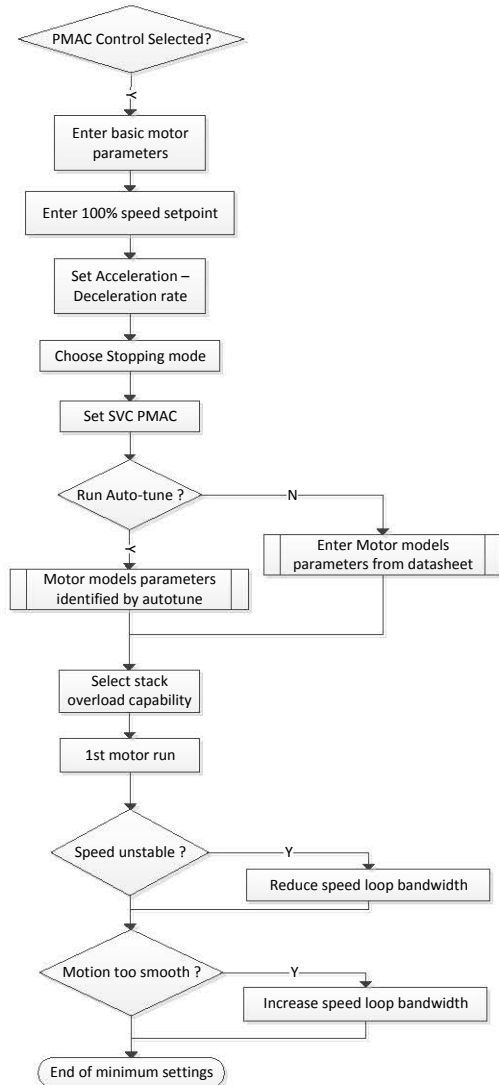 PMAC Control Selected?
Y
Enter basic motor
parameters
Enter 100% speed setpoint
Set Acceleration –
Deceleration rate
Choose Stopping mode
Set SVC PMAC
Run Auto-tune ?
N
Y
Enter Motor models
parameters from datasheet
Motor models parameters
identified by autotune
Select stack
overload capability
1st motor run
Speed unstable ?
Y
Reduce speed loop bandwidth
Motion too smooth ?
Y
Increase speed loop bandwidth
End of minimum settings